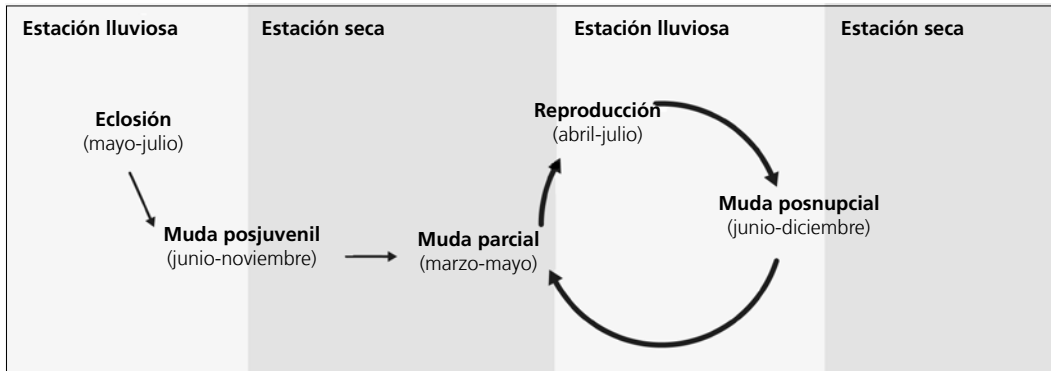 Estación lluviosa
Estación seca
Estación lluviosa
Estación seca
Eclosión
(mayo-julio)
Muda posjuvenil
(junio-noviembre)
Muda parcial
(marzo-mayo)
Reproducción
(abril-julio)
Muda posnupcial
(junio-diciembre)